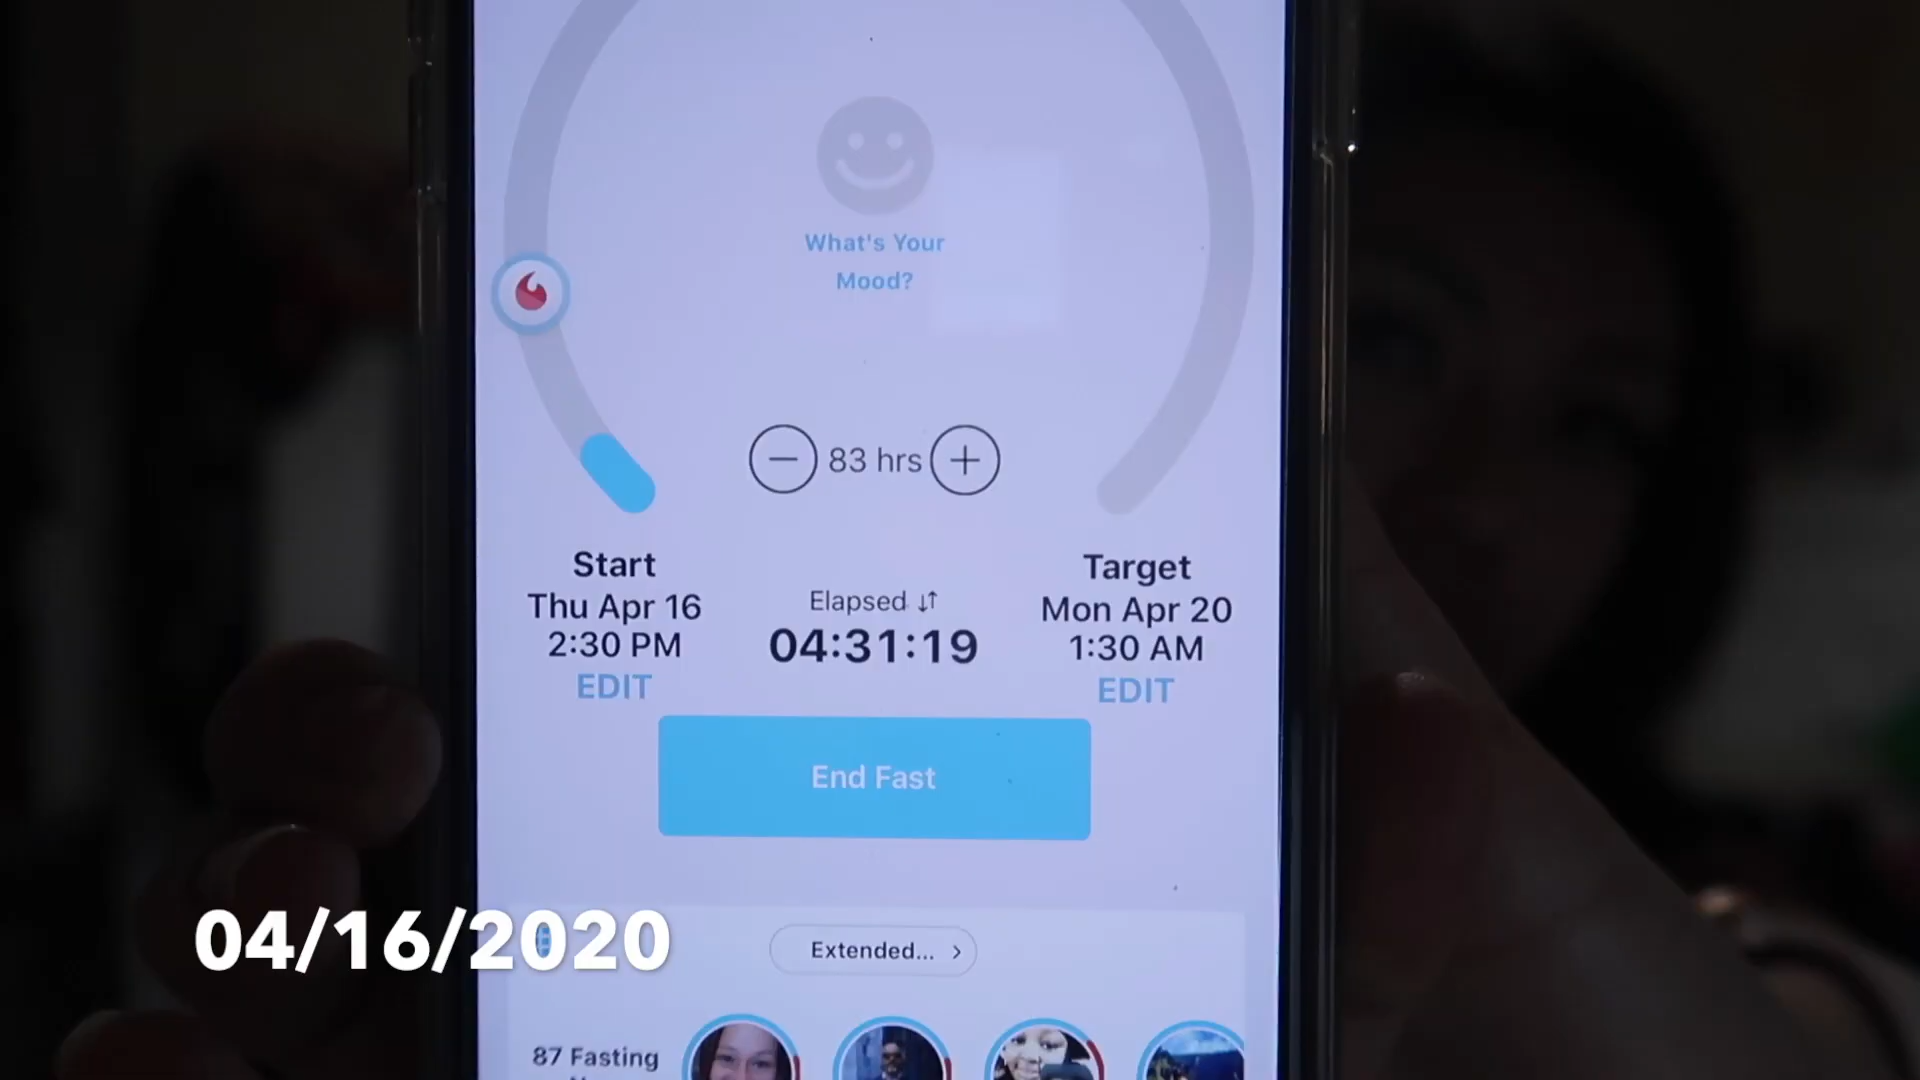 What's Your
Mood?
83 hrs
Start
Thu Apr 16
2:30 PM
EDIT
Elapsed ↓↑
04:31:19
Target
Mon Apr 20
1:30 AM
EDIT
End Fast
04/16/2020
Extended... >
87 Fasting